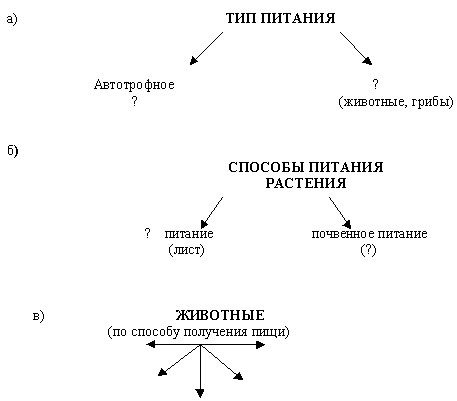 а) ТИП ПИТАНИЯ
Автотрофное ?
? (животные, грибы)
б)
СПОСОБЫ ПИТАНИЯ
РАСТЕНИЯ
? питание почвенное питание
(лист) (?)
в) ЖИВОТНЫЕ
(по способу получения пищи)